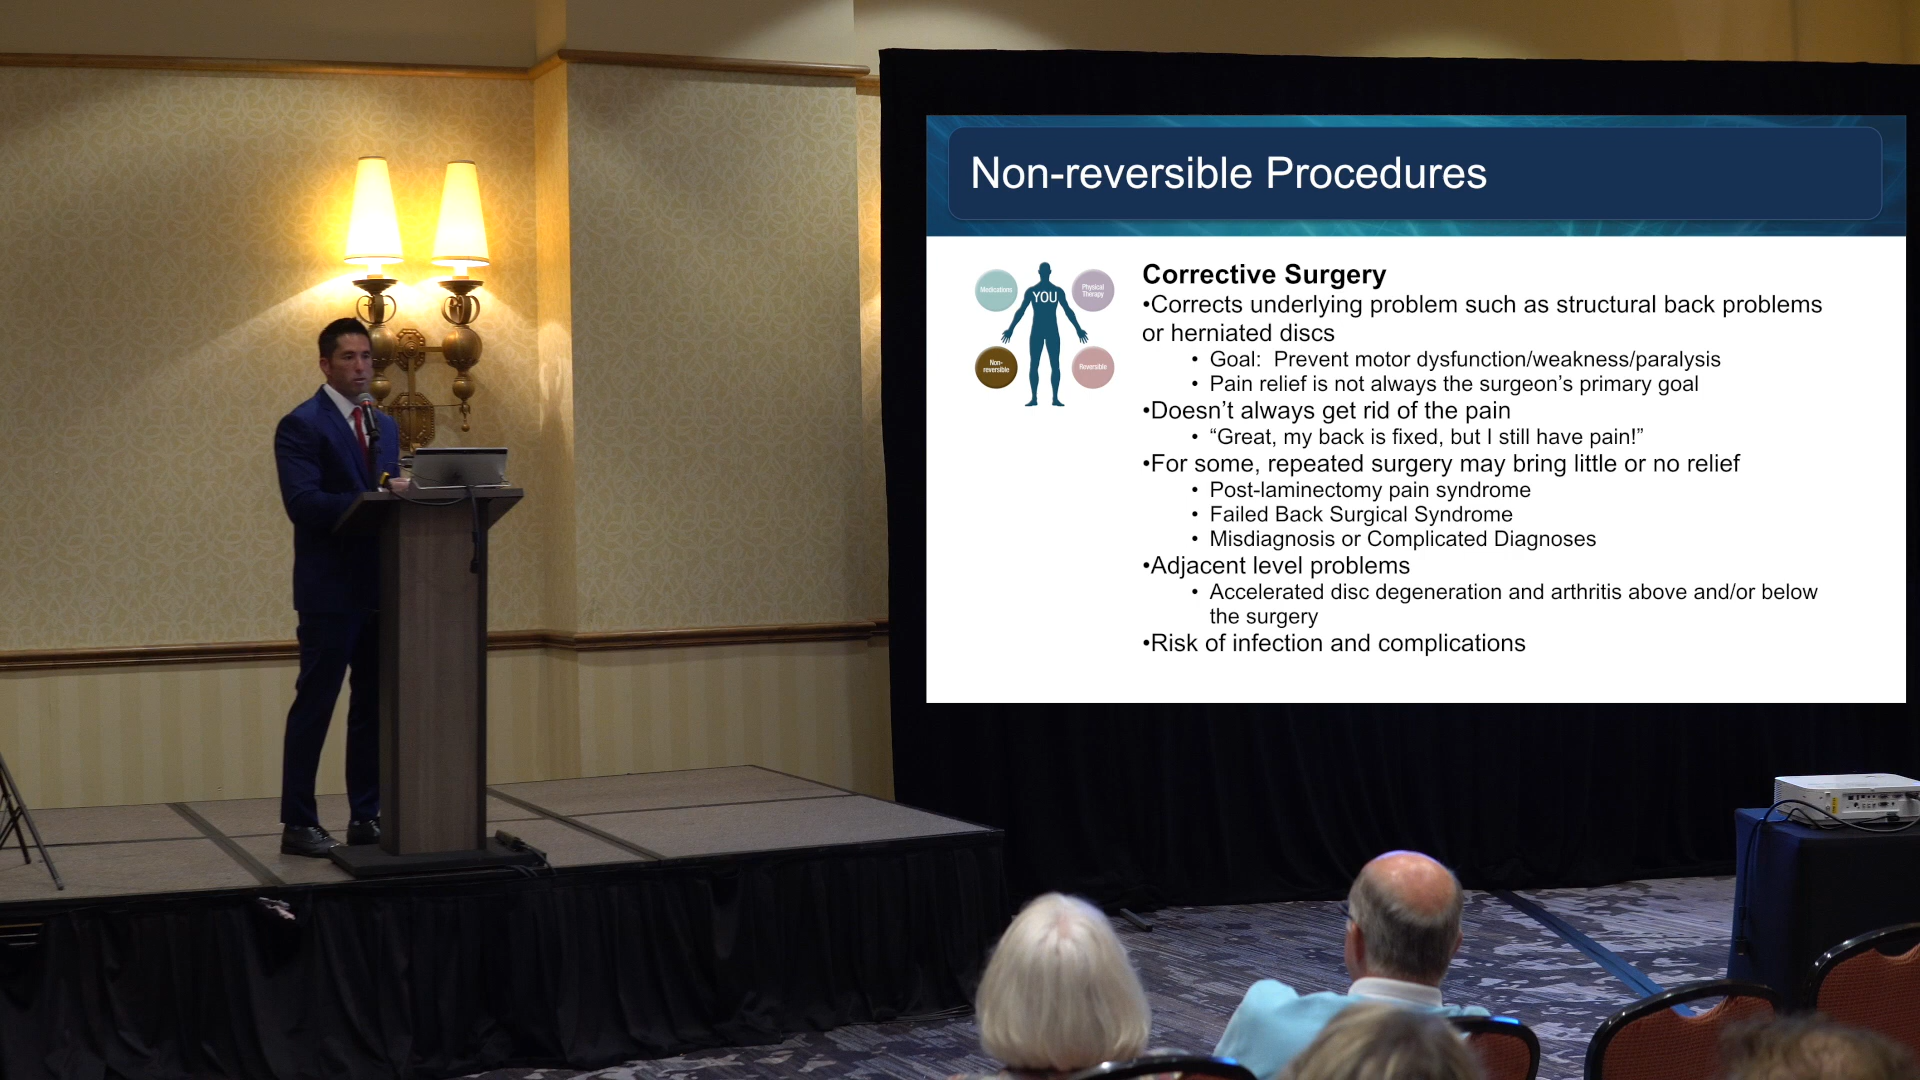 Non-reversible Procedures
Medications
YOU
Physical
Therapy
Non-
reversible
Reversible
Corrective Surgery
•Corrects underlying problem such as structural back problems
or herniated discs
• Goal:  Prevent motor dysfunction/weakness/paralysis
• Pain relief is not always the surgeon’s primary goal
•Doesn’t always get rid of the pain
• “Great, my back is fixed, but I still have pain!”
•For some, repeated surgery may bring little or no relief
• Post-laminectomy pain syndrome
• Failed Back Surgical Syndrome
• Misdiagnosis or Complicated Diagnoses
•Adjacent level problems
• Accelerated disc degeneration and arthritis above and/or below
the surgery
•Risk of infection and complications